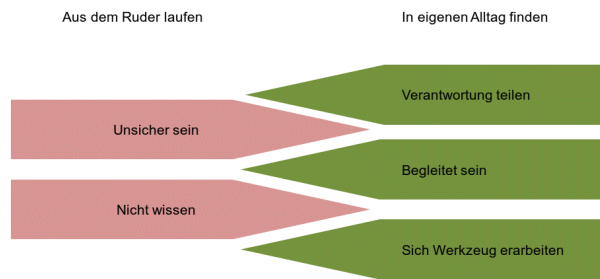 Aus dem Ruder laufen
In eigenen Alltag finden
Verantwortung teilen
Unsicher sein
Begleitet sein
Nicht wissen
Sich Werkzeug erarbeiten